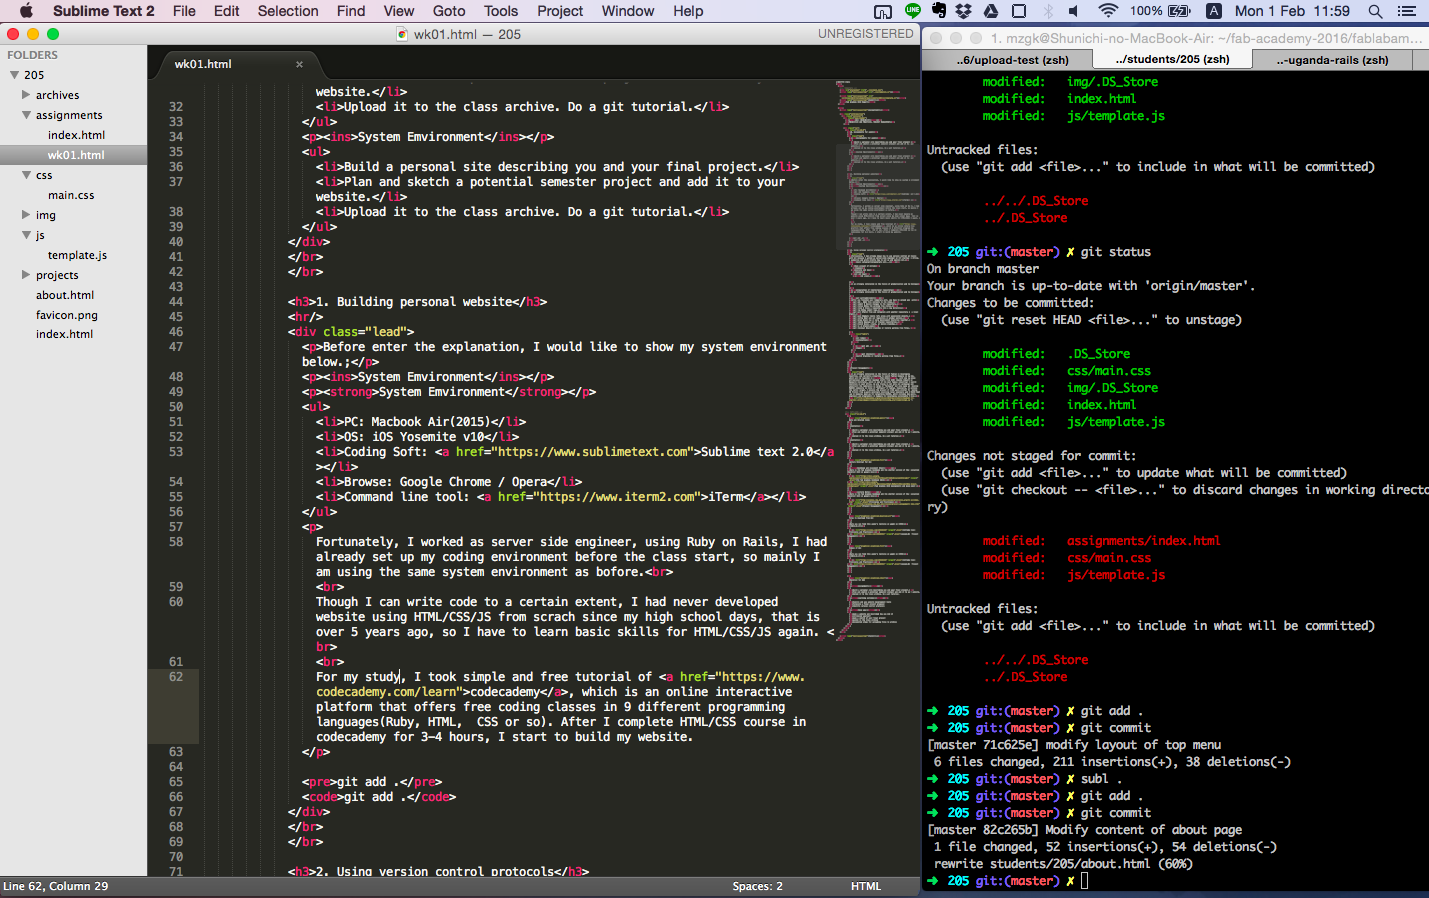 Sublime Text 2 File Edit Selection Find View Goto Tools Project Window Help LINE 100% A Mon 1 Feb 11:59
wk01.html — 205
UNREGISTERED
FOLDERS
205
archives
assignments
index.html
wk01.html
css
main.css
img
js
template.js
projects
about.html
favicon.png
index.html
wk01.html ×
website.</li>
32 <li>Upload it to the class archive. Do a git tutorial.</li>
33 </ul>
34 <p><ins>System Emvironment</ins></p>
35 <ul>
36 <li>Build a personal site describing you and your final project.</li>
37 <li>Plan and sketch a potential semester project and add it to your
website.</li>
38 <li>Upload it to the class archive. Do a git tutorial.</li>
39 </ul>
40 </div>
41 </br>
42 </br>
43
44 <h3>1. Building personal website</h3>
45 <hr/>
46 <div class="lead">
47 <p>Before enter the explanation, I would like to show my system environment
below.;</p>
48 <p><ins>System Emvironment</ins></p>
49 <p><strong>System Emvironment</strong></p>
50 <ul>
51 <li>PC: Macbook Air(2015)</li>
52 <li>OS: iOS Yosemite v10</li>
53 <li>Coding Soft: <a href="https://www.sublimetext.com">Sublime text 2.0</a
></li>
54 <li>Browse: Google Chrome / Opera</li>
55 <li>Command line tool: <a href="https://www.iterm2.com">iTerm</a></li>
56 </ul>
57 <p>
58 Fortunately, I worked as server side engineer, using Ruby on Rails, I had
already set up my coding environment before the class start, so mainly I
am using the same system environment as bofore.<br>
59 <br>
60 Though I can write code to a certain extent, I had never developed
website using HTML/CSS/JS from scrach since my high school days, that is
over 5 years ago, so I have to learn basic skills for HTML/CSS/JS again. <
br>
61 <br>
62 For my study, I took simple and free tutorial of <a href="https://www.
codecademy.com/learn">codecademy</a>, which is an online interactive
platform that offers free coding classes in 9 different programming
languages(Ruby, HTML,  CSS or so). After I complete HTML/CSS course in
codecademy for 3-4 hours, I start to build my website.
63 </p>
64
65 <pre>git add .</pre>
66 <code>git add .</code>
67 </div>
68 </br>
69 </br>
70
71 <h3>2. Using version control protocols</h3>
Line 62, Column 29
Spaces: 2
HTML
1. mzgk@Shunichi-no-MacBook-Air: ~/fab-academy-2016/fablabam...
..6/upload-test (zsh)
../students/205 (zsh)
..-uganda-rails (zsh)
modified: img/.DS_Store
modified: index.html
modified: js/template.js
Untracked files:
(use "git add <file>..." to include in what will be committed)
../../.DS_Store
../.DS_Store
➜ 205 git:(master) ✗ git status
On branch master
Your branch is up-to-date with 'origin/master'.
Changes to be committed:
(use "git reset HEAD <file>..." to unstage)
modified: .DS_Store
modified: css/main.css
modified: img/.DS_Store
modified: index.html
modified: js/template.js
Changes not staged for commit:
(use "git add <file>..." to update what will be committed)
(use "git checkout -- <file>..." to discard changes in working directo
ry)
modified: assignments/index.html
modified: css/main.css
modified: js/template.js
Untracked files:
(use "git add <file>..." to include in what will be committed)
../../.DS_Store
../.DS_Store
➜ 205 git:(master) ✗ git add .
➜ 205 git:(master) ✗ git commit
[master 71c625e] modify layout of top menu
6 files changed, 211 insertions(+), 38 deletions(-)
➜ 205 git:(master) ✗ subl .
➜ 205 git:(master) ✗ git add .
➜ 205 git:(master) ✗ git commit
[master 82c265b] Modify content of about page
1 file changed, 52 insertions(+), 54 deletions(-)
rewrite students/205/about.html (60%)
➜ 205 git:(master) ✗